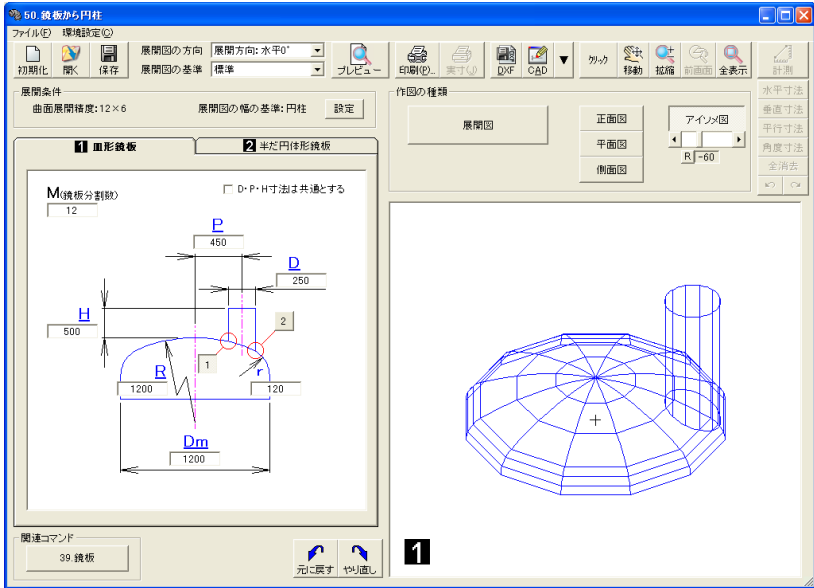 50.鏡板から円柱
ファイル(F) 環境設定(C)
初期化 開く 保存
展開図の方向 展開方向:水平0°
展開図の基準 標準
プレビュー 印刷(P).. 実寸(J) DXF CAD ▼ クリック 移動 拡縮 前画面 全表示 計測
展開条件
曲面展開精度:12×6 展開図の幅の基準:円柱 設定
作図の種類
展開図
正面図
平面図
側面図
アイソメ図
R -60
水平寸法
垂直寸法
平行寸法
角度寸法
全消去
1 皿形鏡板
2 半だ円体形鏡板
M(鏡板分割数)
12
D・P・H寸法は共通とする
P
450
D
250
H
500
2
1
R
1200
r
120
Dm
1200
関連コマンド
39.鏡板
元に戻す やり直し
1